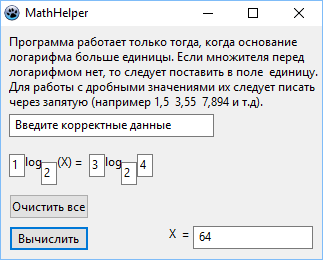 MathHelper
Программа работает только тогда, когда основание
логарифма больше единицы. Если множителя перед
логарифмом нет, то следует поставить в поле единицу.
Для работы с дробными значениями их следует писать
через запятую (например 1,5 3,55 7,894 и т.д).
Введите корректные данные
1 log 2 (X) = 3 log 2 4
Очистить все
Вычислить X = 64